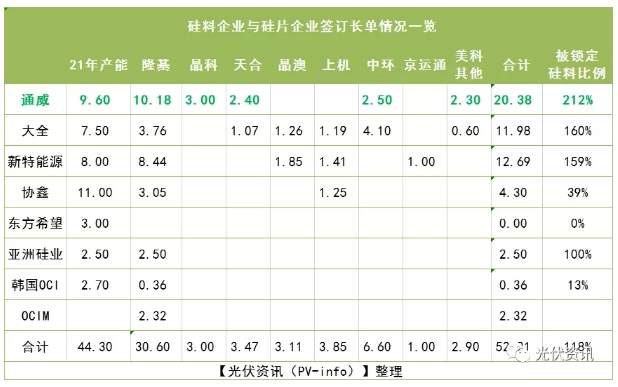 硅料企业与硅片企业签订长单情况一览
21年产能 隆基 晶科 天合 晶澳 上机 中环 京运通 美科其他 合计 被锁定硅料比例
通威 9.60 10.18 3.00 2.40 2.50 2.30 20.38 212%
大全 7.50 3.76 1.07 1.26 1.19 4.10 0.60 11.98 160%
新特能源 8.00 8.44 1.85 1.41 1.00 12.69 159%
协鑫 11.00 3.05 1.25 4.30 39%
东方希望 3.00 0.00 0%
亚洲硅业 2.50 2.50 2.50 100%
韩国OCI 2.70 0.36 0.36 13%
OCIM 2.32 2.32
合计 44.30 30.60 3.00 3.47 3.11 3.85 6.60 1.00 2.90 52.21 118%
光伏资讯
【光伏资讯（PV-info）】整理